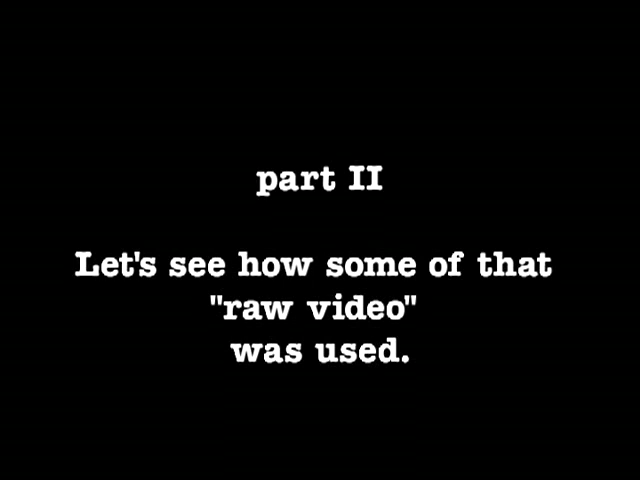 part II
Let's see how some of that
"raw video"
was used.